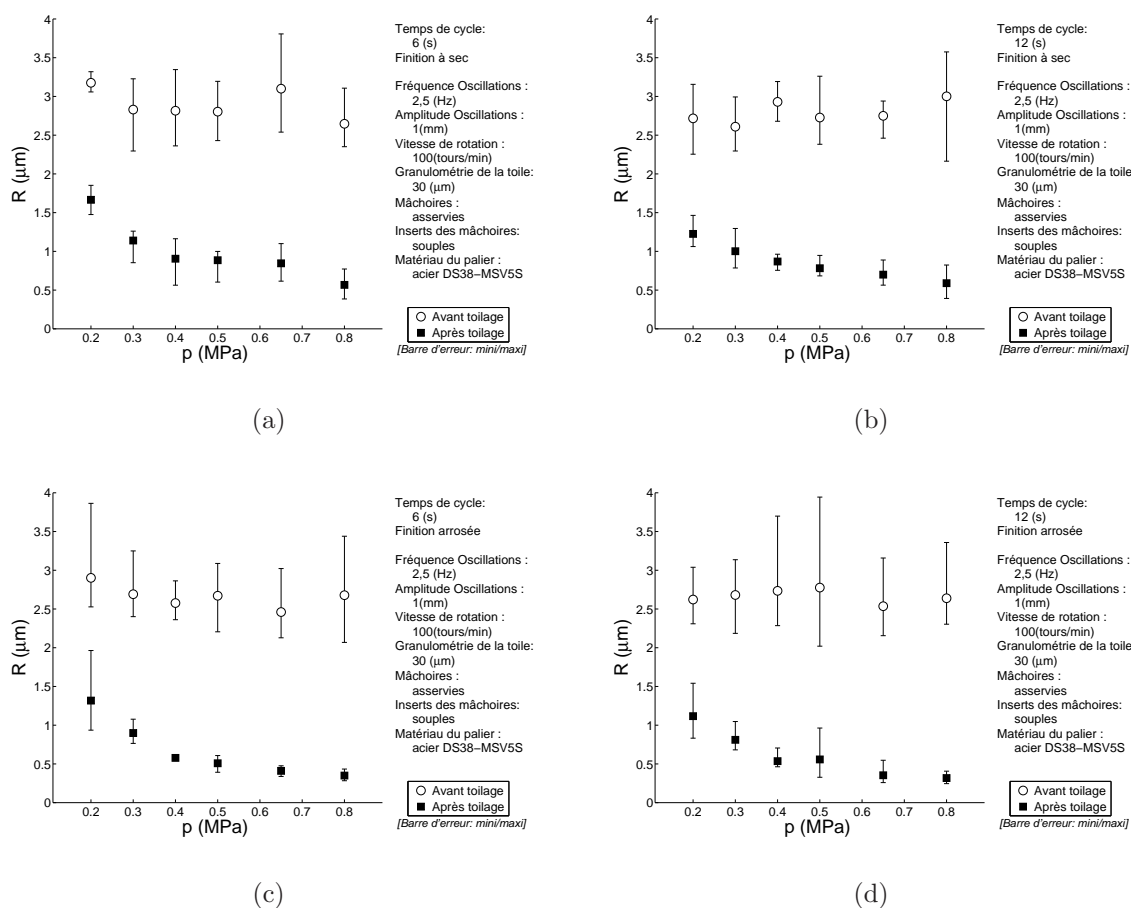 4
3.5
3
2.5
2
1.5
1
0.5
0
R (μm)
0.2 0.3 0.4 0.5 0.6 0.7 0.8
p (MPa)
Temps de cycle:
6 (s)
Finition à sec
Fréquence Oscillations :
2,5 (Hz)
Amplitude Oscillations :
1(mm)
Vitesse de rotation :
100(tours/min)
Granulométrie de la toile:
30 (μm)
Mâchoires :
asservies
Inserts des mâchoires:
souples
Matériau du palier :
acier DS38−MSV5S
Avant toilage
Après toilage
[Barre d'erreur: mini/maxi]
(a)
4
3.5
3
2.5
2
1.5
1
0.5
0
R (μm)
0.2 0.3 0.4 0.5 0.6 0.7 0.8
p (MPa)
Temps de cycle:
12 (s)
Finition à sec
Fréquence Oscillations :
2,5 (Hz)
Amplitude Oscillations :
1(mm)
Vitesse de rotation :
100(tours/min)
Granulométrie de la toile
30 (μm)
Mâchoires :
asservies
Inserts des mâchoires:
souples
Matériau du palier :
acier DS38−MSV5S
Avant toilage
Après toilage
[Barre d'erreur: mini/maxi]
(b)
4
3.5
3
2.5
2
1.5
1
0.5
0
R (μm)
0.2 0.3 0.4 0.5 0.6 0.7 0.8
p (MPa)
Temps de cycle:
6 (s)
Finition arrosée
Fréquence Oscillations :
2,5 (Hz)
Amplitude Oscillations :
1(mm)
Vitesse de rotation :
100(tours/min)
Granulométrie de la toile:
30 (μm)
Mâchoires :
asservies
Inserts des mâchoires:
souples
Matériau du palier :
acier DS38−MSV5S
Avant toilage
Après toilage
[Barre d'erreur: mini/maxi]
(c)
4
3.5
3
2.5
2
1.5
1
0.5
0
R (μm)
0.2 0.3 0.4 0.5 0.6 0.7 0.8
p (MPa)
Temps de cycle:
12 (s)
Finition arrosée
Fréquence Oscillations :
2,5 (Hz)
Amplitude Oscillations :
1(mm)
Vitesse de rotation :
100(tours/min)
Granulométrie de la toile
30 (μm)
Mâchoires :
asservies
Inserts des mâchoires:
souples
Matériau du palier :
acier DS38−MSV5S
Avant toilage
Après toilage
[Barre d'erreur: mini/maxi]
(d)